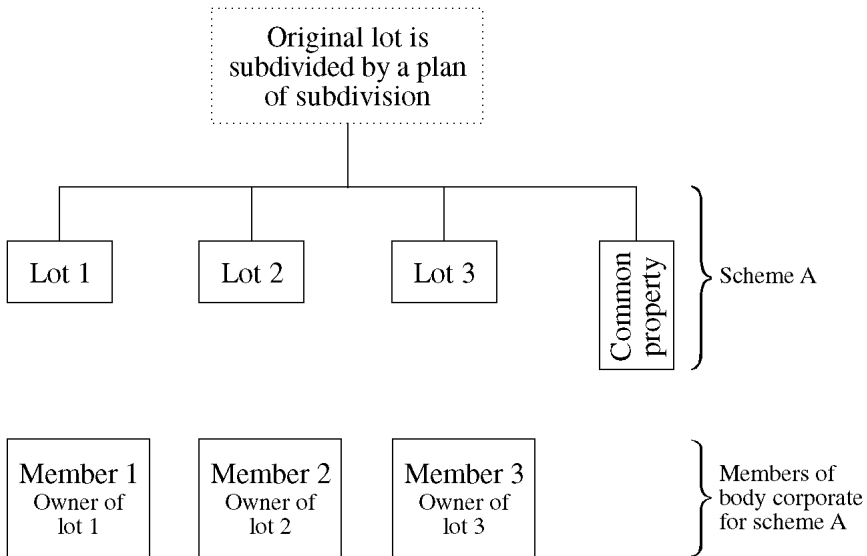 Original lot is
subdivided by a plan
of subdivision
Lot 1
Lot 2
Lot 3
Common
property
Scheme A
Member 1
Owner of
lot 1
Member 2
Owner of
lot 2
Member 3
Owner of
lot 3
Members of
body corporate
for scheme A